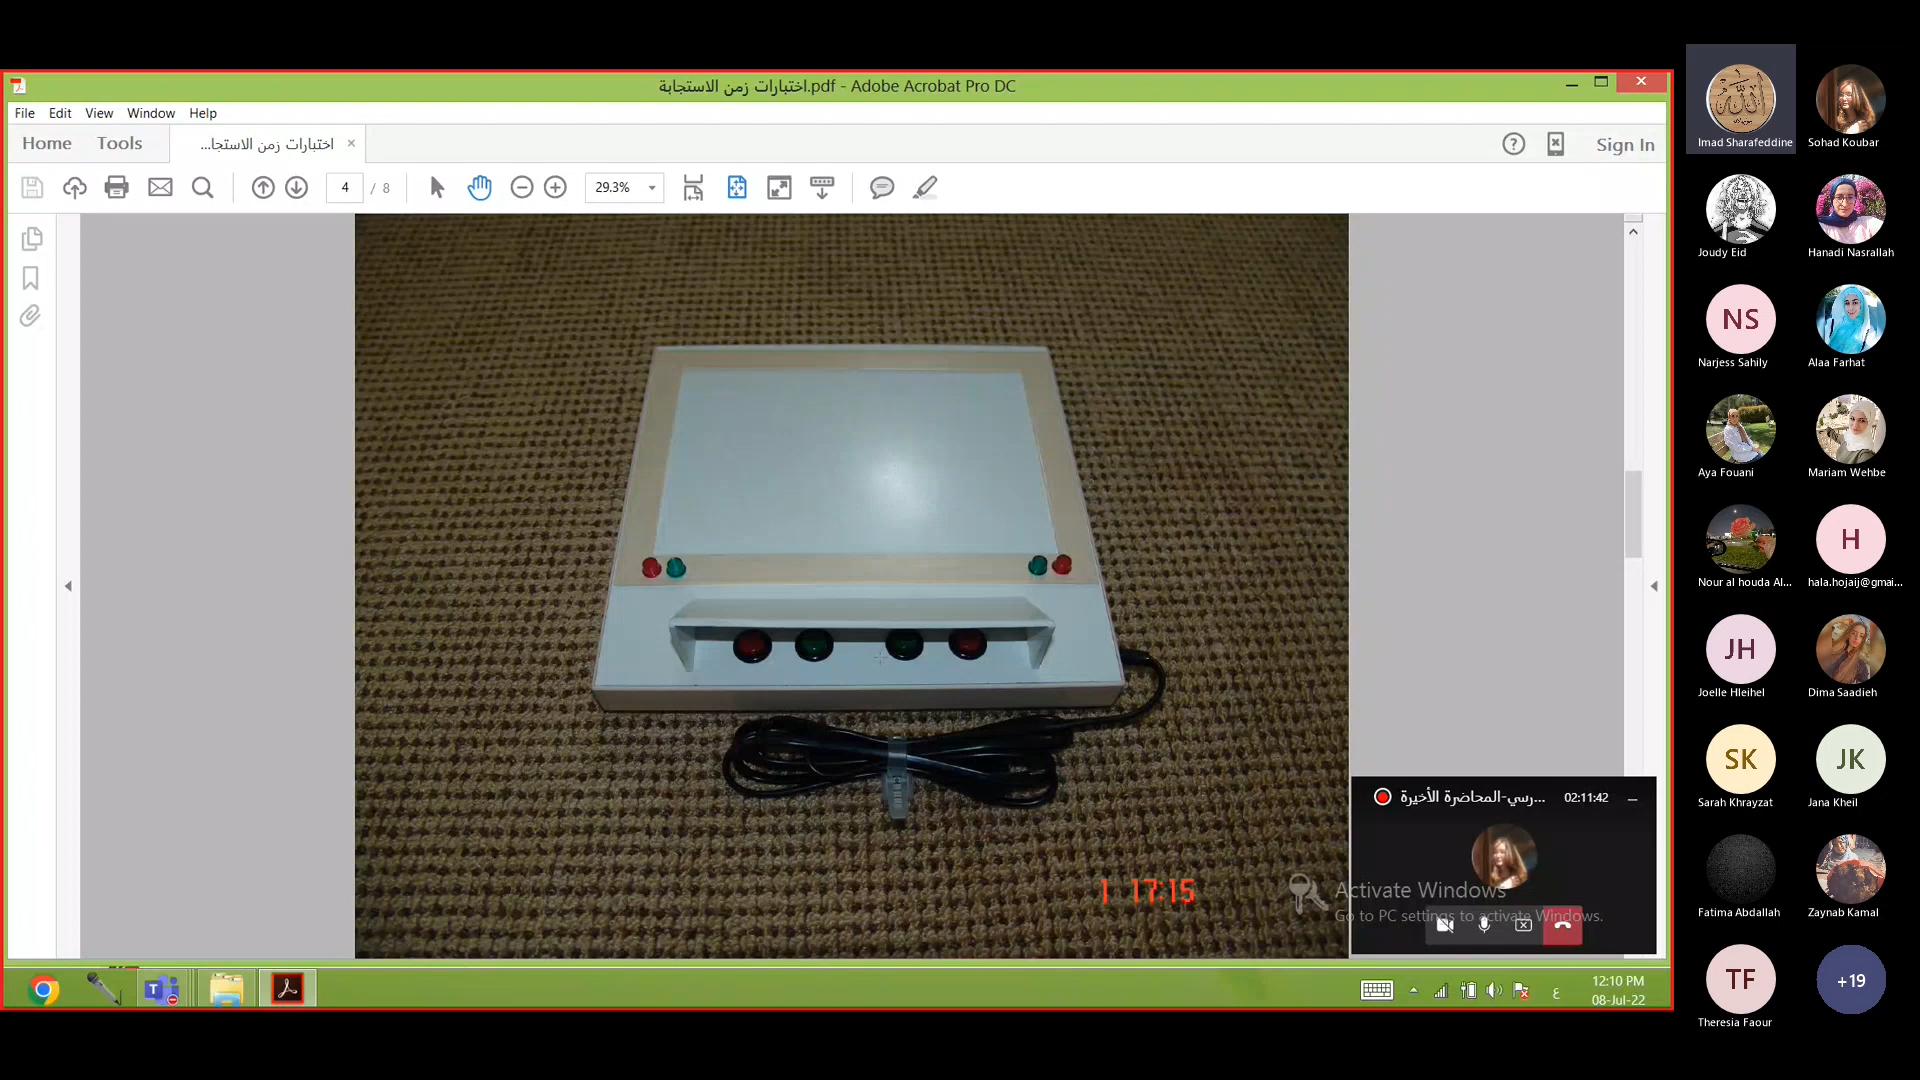 اختبارات زمن الاستجابة.pdf - Adobe Acrobat Pro DC
File Edit View Window Help
Home Tools اختبارات زمن الاستجا... × Sign In
4 / 8 29.3%
1 17:15
...رسي-المحاضرة الأخيرة 02:11:42
Activate Windows
Go to PC settings to activate Windows.
ع 12:10 PM
08-Jul-22
Imad Sharafeddine Sohad Koubar
Joudy Eid Hanadi Nasrallah
NS
Narjess Sahily Alaa Farhat
Aya Fouani Mariam Wehbe
H
Nour al houda Al... hala.hojaij@gmai...
JH
Joelle Hleihel Dima Saadieh
SK JK
Sarah Khrayzat Jana Kheil
Fatima Abdallah Zaynab Kamal
TF +19
Theresia Faour